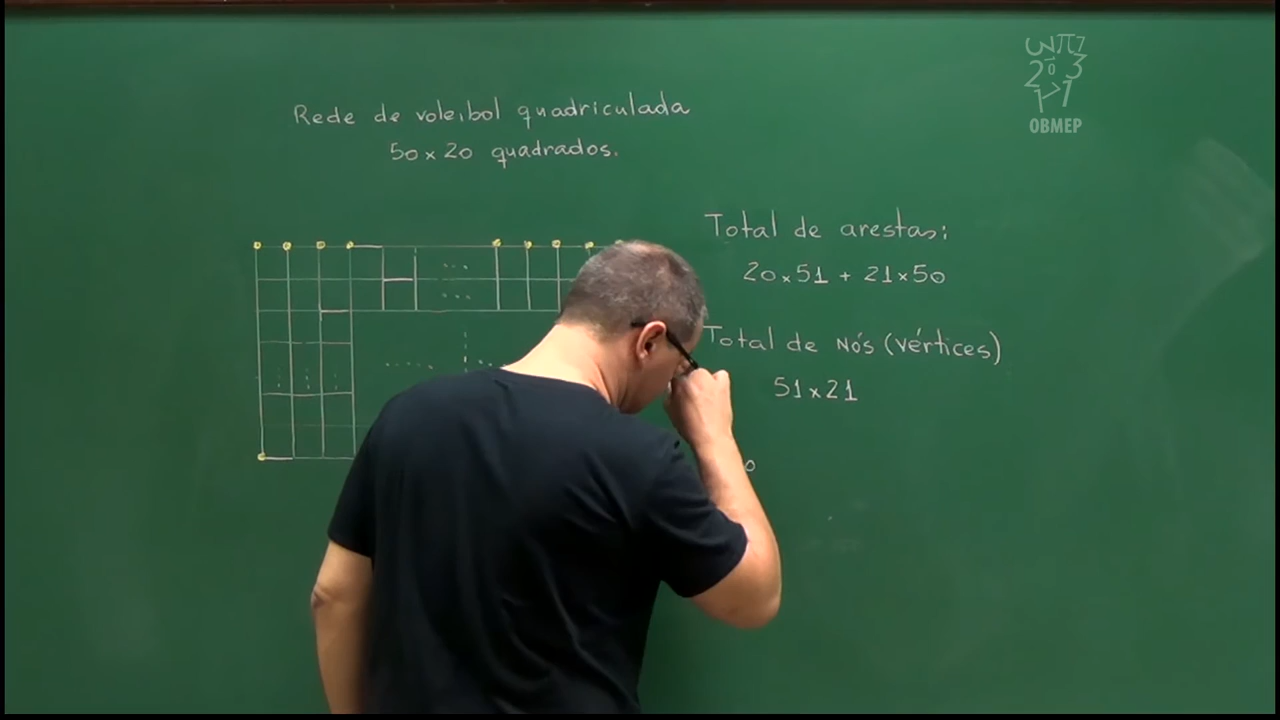 Rede de voleibol quadriculada
50 x 20 quadrados.
Total de arestas:
20 x 51 + 21 x 50
Total de nós (vértices)
51 x 21
0
OBMEP